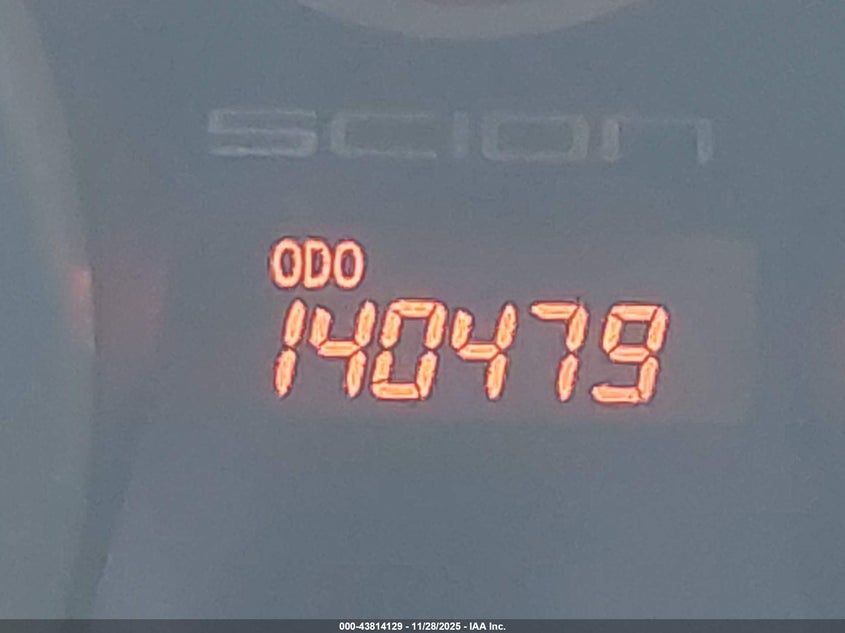 SCION
ODO
140479
000-43814129 - 11/28/2025 - IAA Inc.